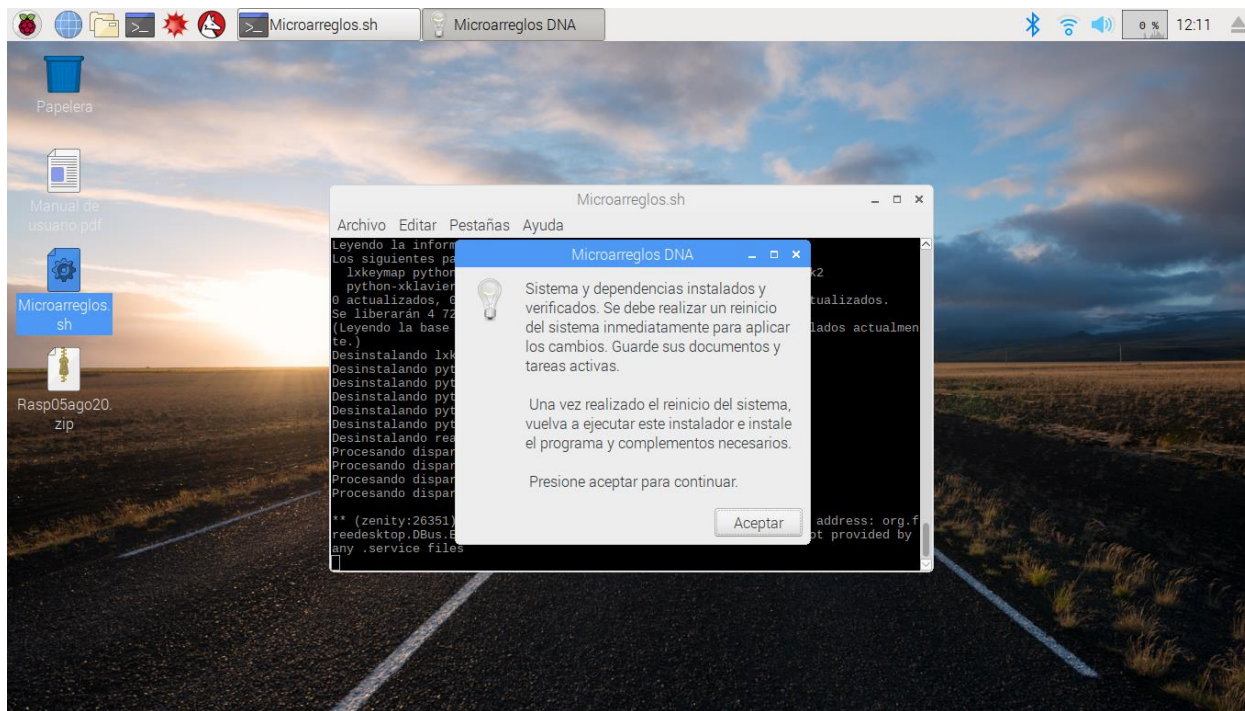 Microarreglos.sh
Microarreglos DNA
0 %
12:11
Papelera
Manual de
usuario pdf
Microarreglos.
sh
Rasp05ago20.
zip
Microarreglos.sh
Archivo Editar Pestañas Ayuda
Leyendo la inform
Los siguientes pa
lxkeymap python
k2
python-xklavier
0 actualizados, 0
tualizados.
Se liberarán 4 72
(Leyendo la base
lados actualmen
te.)
Desinstalando lxk
Desinstalando pyt
Desinstalando pyt
Desinstalando pyt
Desinstalando pyt
Desinstalando pyt
Desinstalando rea
Procesando dispar
Procesando dispar
Procesando dispar
Procesando dispar
** (zenity:26351)
address: org.f
reedesktop.DBus.E
ot provided by
any .service files
Microarreglos DNA
Sistema y dependencias instalados y
verificados. Se debe realizar un reinicio
del sistema inmediatamente para aplicar
los cambios. Guarde sus documentos y
tareas activas.
Una vez realizado el reinicio del sistema,
vuelva a ejecutar este instalador e instale
el programa y complementos necesarios.
Presione aceptar para continuar.
Aceptar